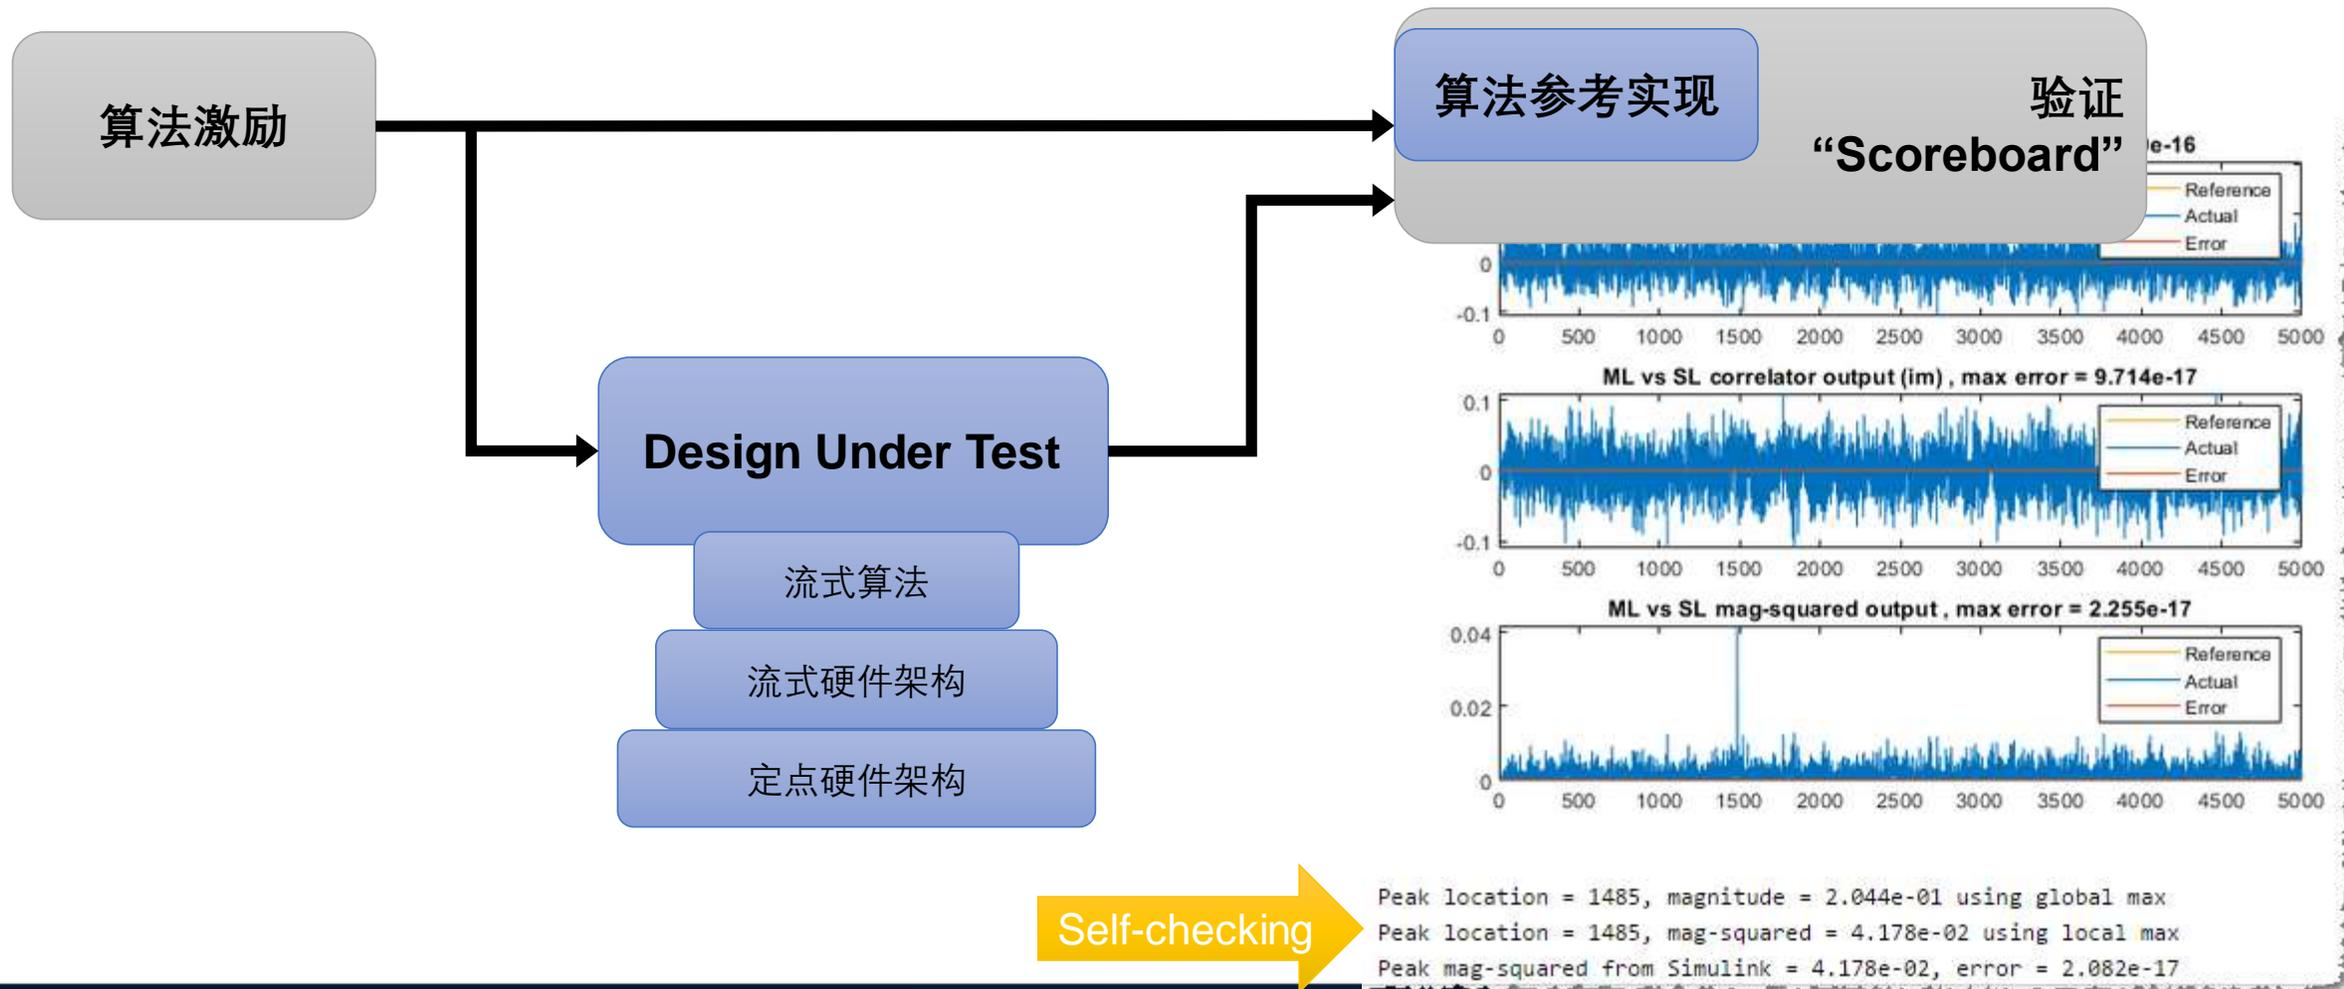 算法激励
算法参考实现
验证
“Scoreboard”
e-16
Reference
Actual
Error
0
-0.1
0 500 1000 1500 2000 2500 3000 3500 4000 4500 5000
Design Under Test
流式算法
流式硬件架构
定点硬件架构
ML vs SL correlator output (im) , max error = 9.714e-17
0.1
Reference
Actual
Error
0
-0.1
0 500 1000 1500 2000 2500 3000 3500 4000 4500 5000
ML vs SL mag-squared output , max error = 2.255e-17
0.04
Reference
Actual
Error
0.02
0
0 500 1000 1500 2000 2500 3000 3500 4000 4500 5000
Self-checking
Peak location = 1485, magnitude = 2.044e-01 using global max
Peak location = 1485, mag-squared = 4.178e-02 using local max
Peak mag-squared from Simulink = 4.178e-02, error = 2.082e-17